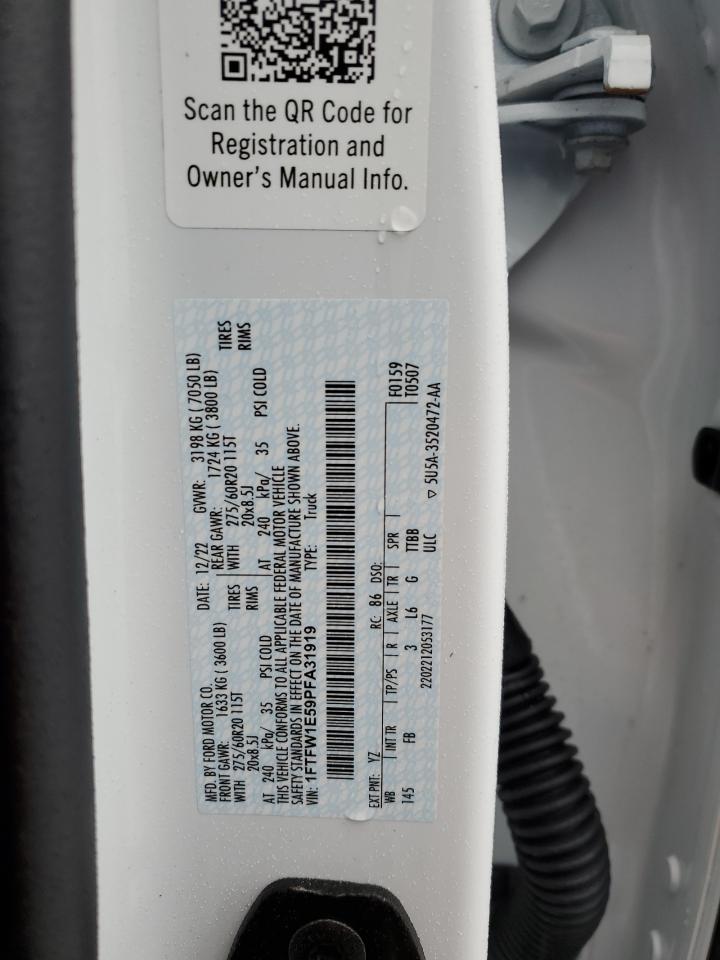 Scan the QR Code for
Registration and
Owner's Manual Info.
MFD. BY FORD MOTOR CO. DATE: 12/22 GVWR: 3198 KG ( 7050 LB)
FRONT GAWR: 1633 KG ( 3600 LB) REAR GAWR: 1724 KG ( 3800 LB)
WITH 275/60R20 115T TIRES WITH 275/60R20 115T TIRES
20x8.5J RIMS 20x8.5J RIMS
AT 240 kPa/ 35 PSI COLD AT 240 kPa/ 35 PSI COLD
THIS VEHICLE CONFORMS TO ALL APPLICABLE FEDERAL MOTOR VEHICLE
SAFETY STANDARDS IN EFFECT ON THE DATE OF MANUFACTURE SHOWN ABOVE.
VIN: 1FTFW1E59PFA31919 TYPE: Truck
EXT PNT: YZ RC: 86 DSO: F0159
WB INT TR TP/PS R AXLE TR SPR T0507
145 FB 3 L6 G TTBB
2202212053177 ULC ▽ 5U5A-3520472-AA